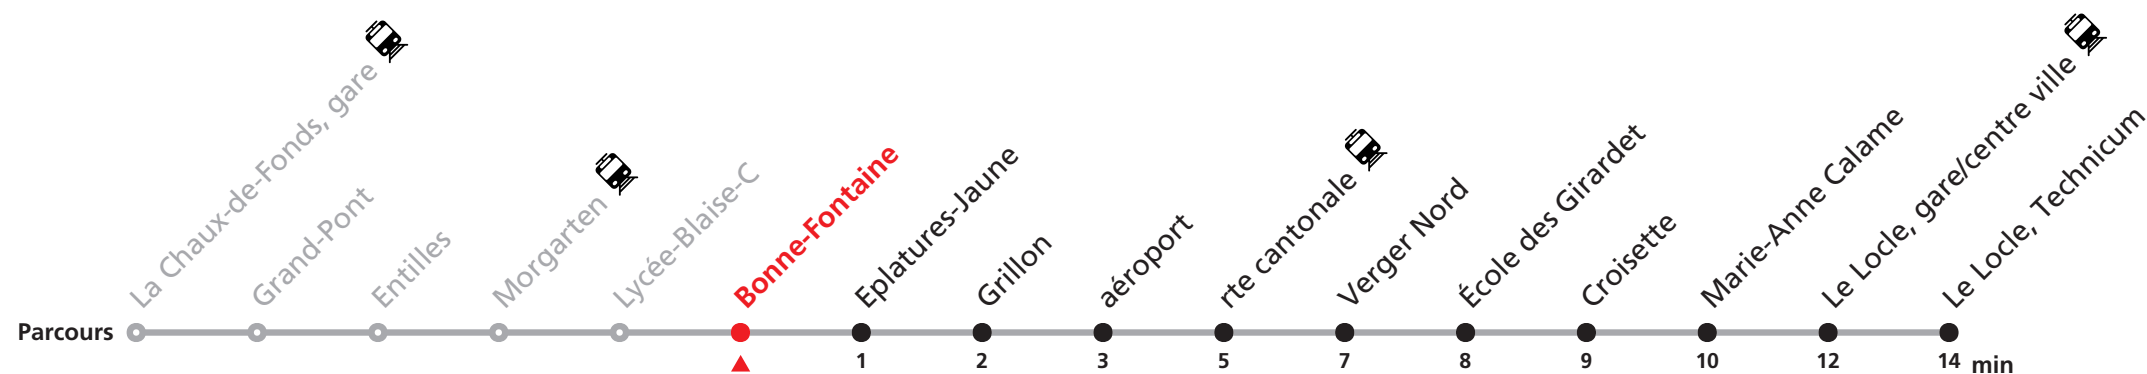 La Chaux-de-Fonds, gare
Grand-Pont
Entilles
Morgarten
Lycée-Blaise-C
Bonne-Fontaine
Eplatures-Jaune
Grillon
aéroport
rte cantonale
Verger Nord
École des Girardet
Croisette
Marie-Anne Calame
Le Locle, gare/centre ville
Le Locle, Technicum
Parcours
1 2 3 5 7 8 9 10 12 14 min